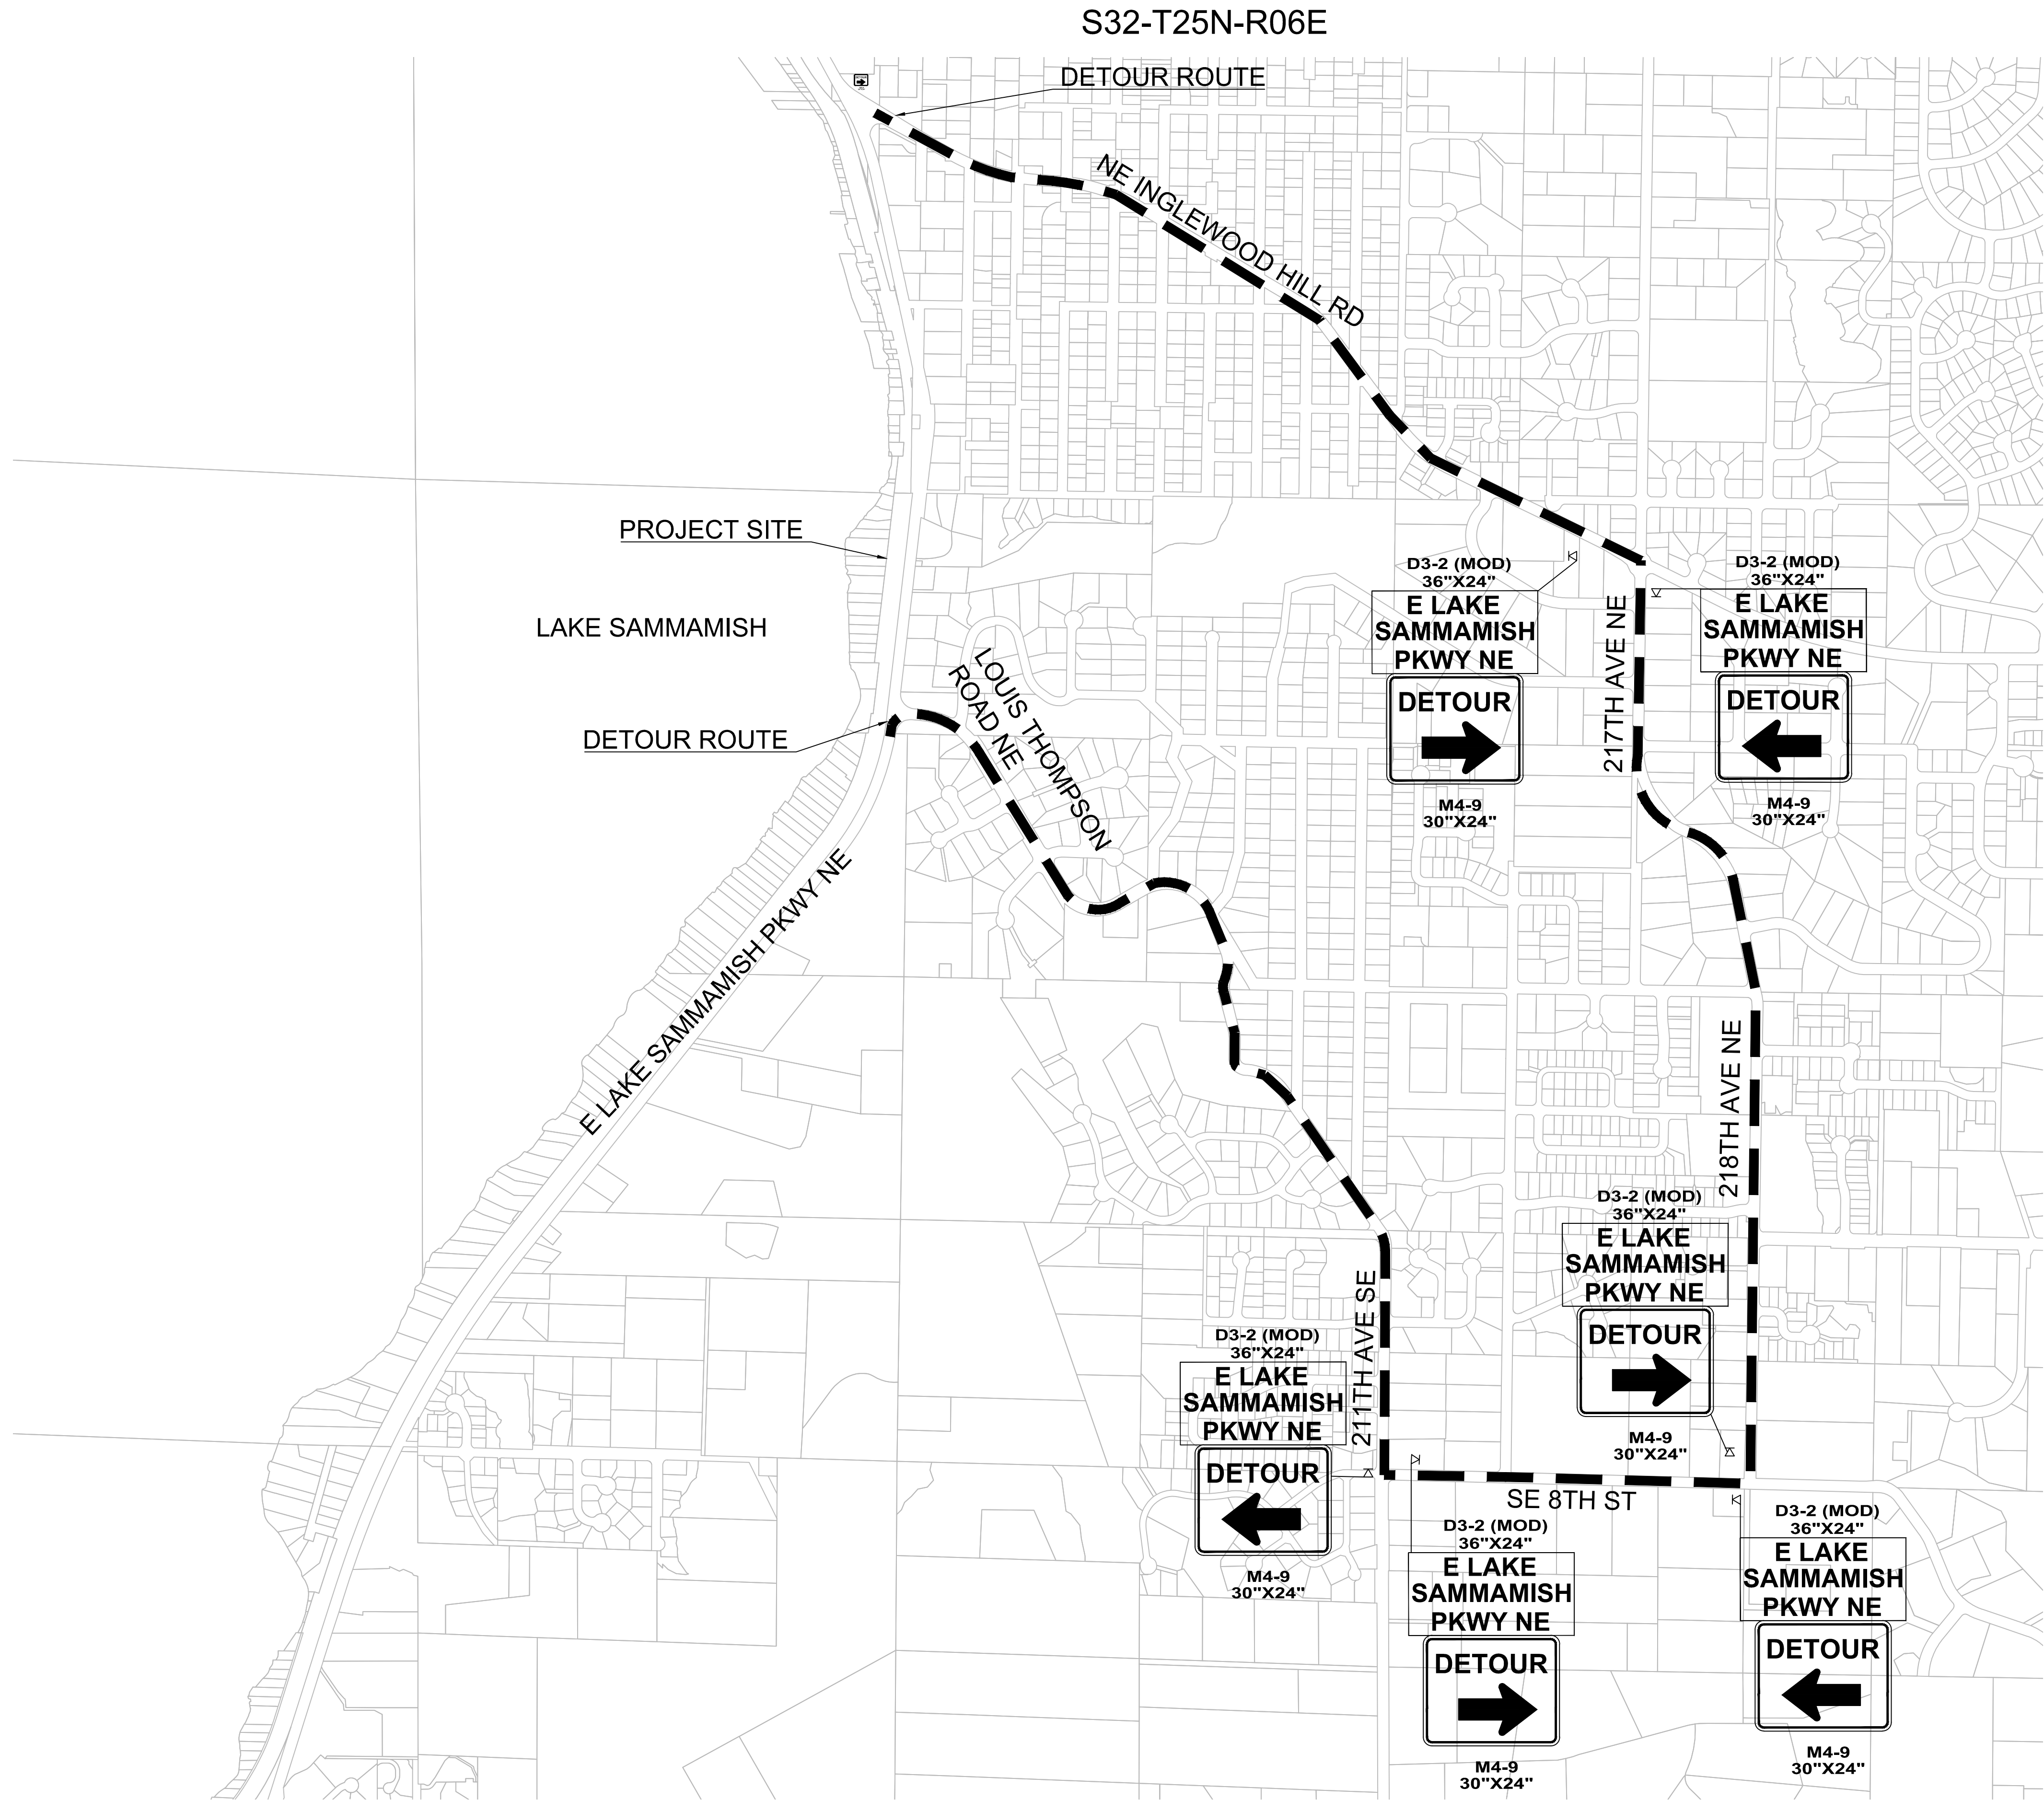 S32-T25N-R06E
DETOUR ROUTE
NE INGLEWOOD HILL RD
PROJECT SITE
LAKE SAMMAMISH
D3-2 (MOD)
36"X24"
E LAKE
SAMMAMISH
PKWY NE
DETOUR
M4-9
30"X24"
217TH AVE NE
D3-2 (MOD)
36"X24"
E LAKE
SAMMAMISH
PKWY NE
DETOUR
M4-9
30"X24"
LOUIS THOMPSON
ROAD NE
DETOUR ROUTE
E LAKE SAMMAMISH PKWY NE
218TH AVE NE
D3-2 (MOD)
36"X24"
E LAKE
SAMMAMISH
PKWY NE
DETOUR
M4-9
30"X24"
211TH AVE SE
D3-2 (MOD)
36"X24"
E LAKE
SAMMAMISH
PKWY NE
DETOUR
M4-9
30"X24"
SE 8TH ST
D3-2 (MOD)
36"X24"
E LAKE
SAMMAMISH
PKWY NE
DETOUR
M4-9
30"X24"
D3-2 (MOD)
36"X24"
E LAKE
SAMMAMISH
PKWY NE
DETOUR
M4-9
30"X24"